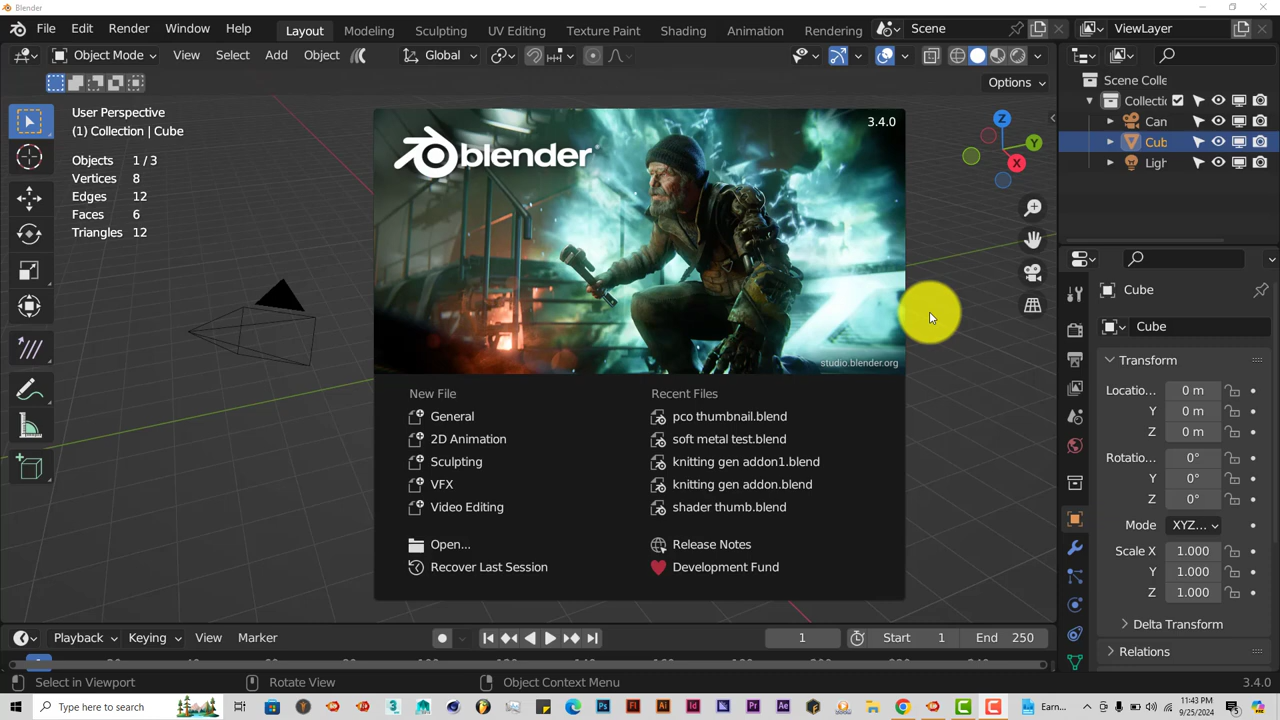 Blender
File Edit Render Window Help Layout Modeling Sculpting UV Editing Texture Paint Shading Animation Rendering Scene ViewLayer
Object Mode View Select Add Object Global
Options
User Perspective
(1) Collection | Cube
Objects 1 / 3
Vertices 8
Edges 12
Faces 6
Triangles 12
blender
3.4.0
studio.blender.org
New File
General
2D Animation
Sculpting
VFX
Video Editing
Open...
Recover Last Session
Recent Files
pco thumbnail.blend
soft metal test.blend
knitting gen addon1.blend
knitting gen addon.blend
shader thumb.blend
Release Notes
Development Fund
Z
Y
X
Scene Colle
Collecti
Can
Cub
Ligh
Cube
Cube
Transform
Locatio... 0 m
Y 0 m
Z 0 m
Rotatio... 0°
Y 0°
Z 0°
Mode XYZ...
Scale X 1.000
Y 1.000
Z 1.000
Delta Transform
Relations
Playback Keying View Marker 1 Start 1 End 250
Select in Viewport Rotate View Object Context Menu 3.4.0
Type here to search
Earn...
11:43 PM
9/25/2024